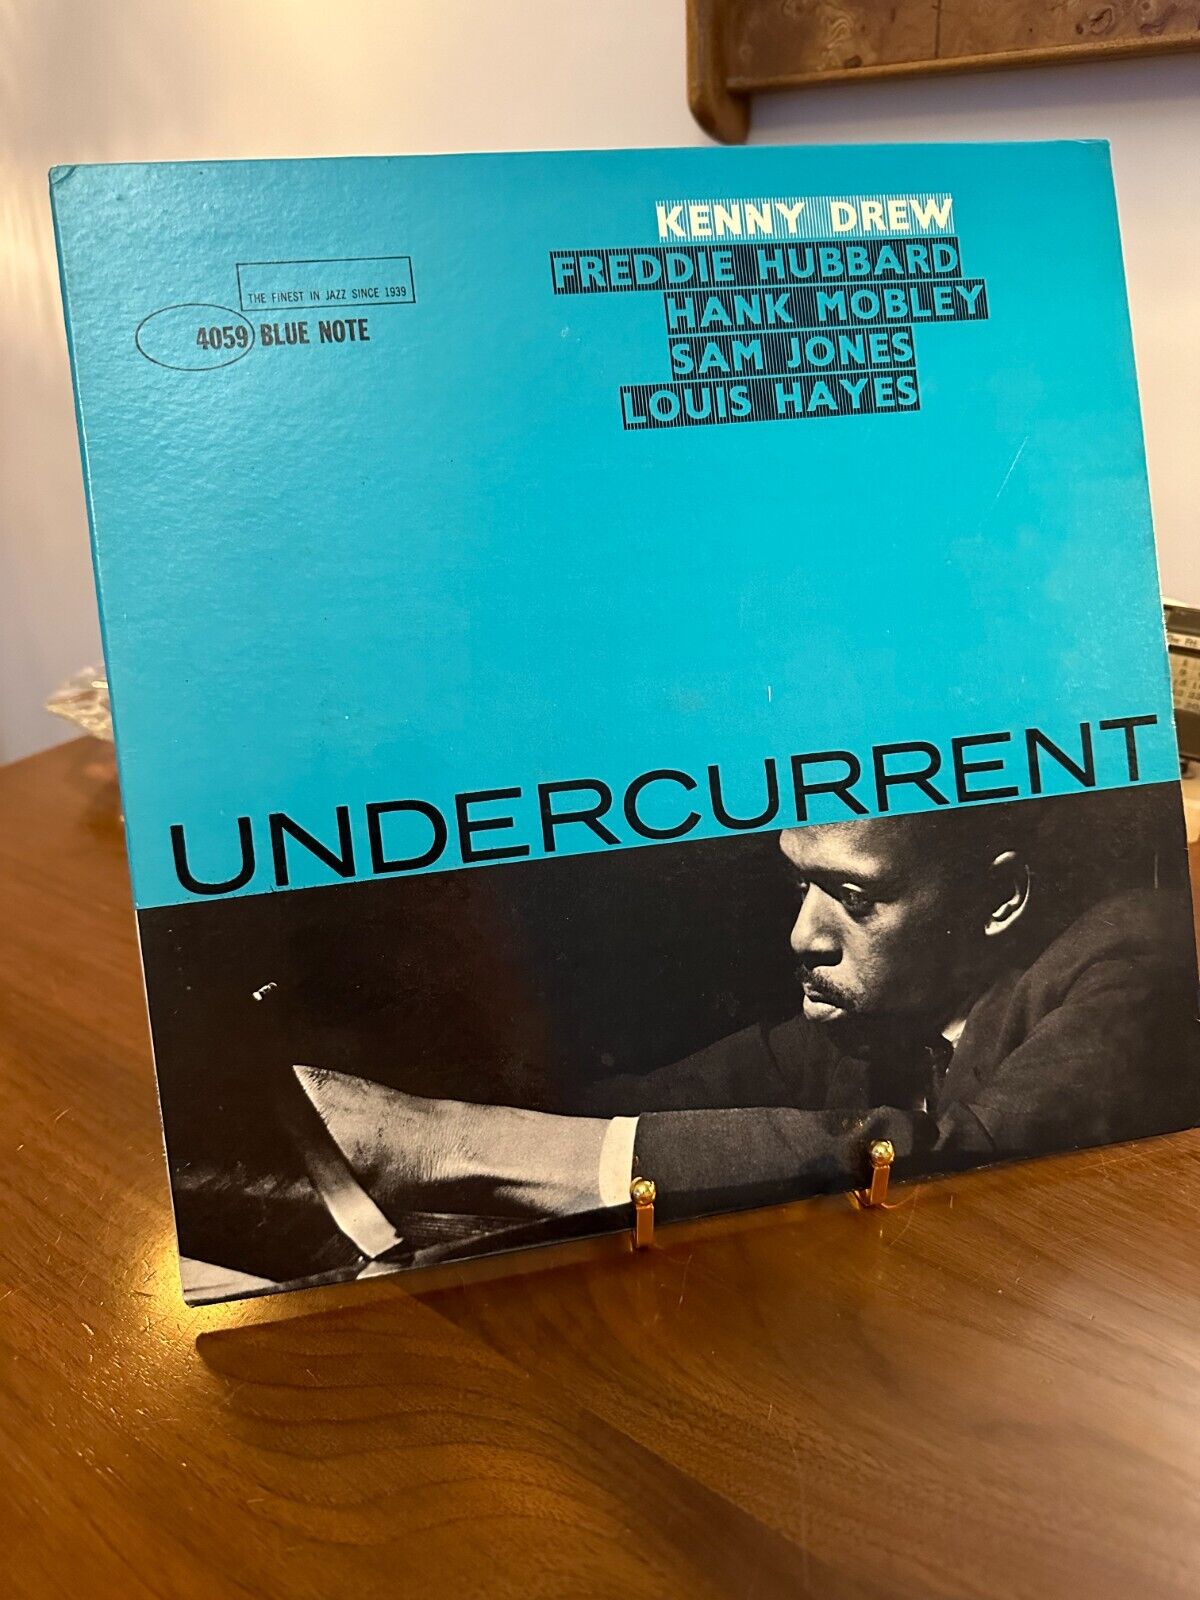 KENNY DREW
FREDDIE HUBBARD
HANK MOBLEY
SAM JONES
LOUIS HAYES
THE FINEST IN JAZZ SINCE 1939
4059 BLUE NOTE
UNDERCURRENT